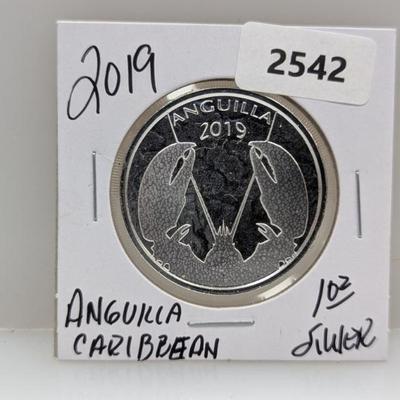 2019
2542
ANGUILLA
2019
ANGUILLA
CARIBBEAN
1oz
SILVER